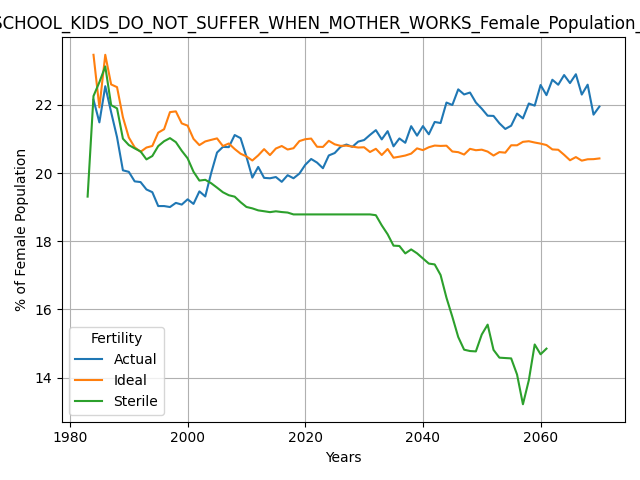 SCHOOL_KIDS_DO_NOT_SUFFER_WHEN_MOTHER_WORKS_Female_Population_
% of Female Population
22
20
18
16
14
Fertility
Actual
Ideal
Sterile
1980 2000 2020 2040 2060
Years